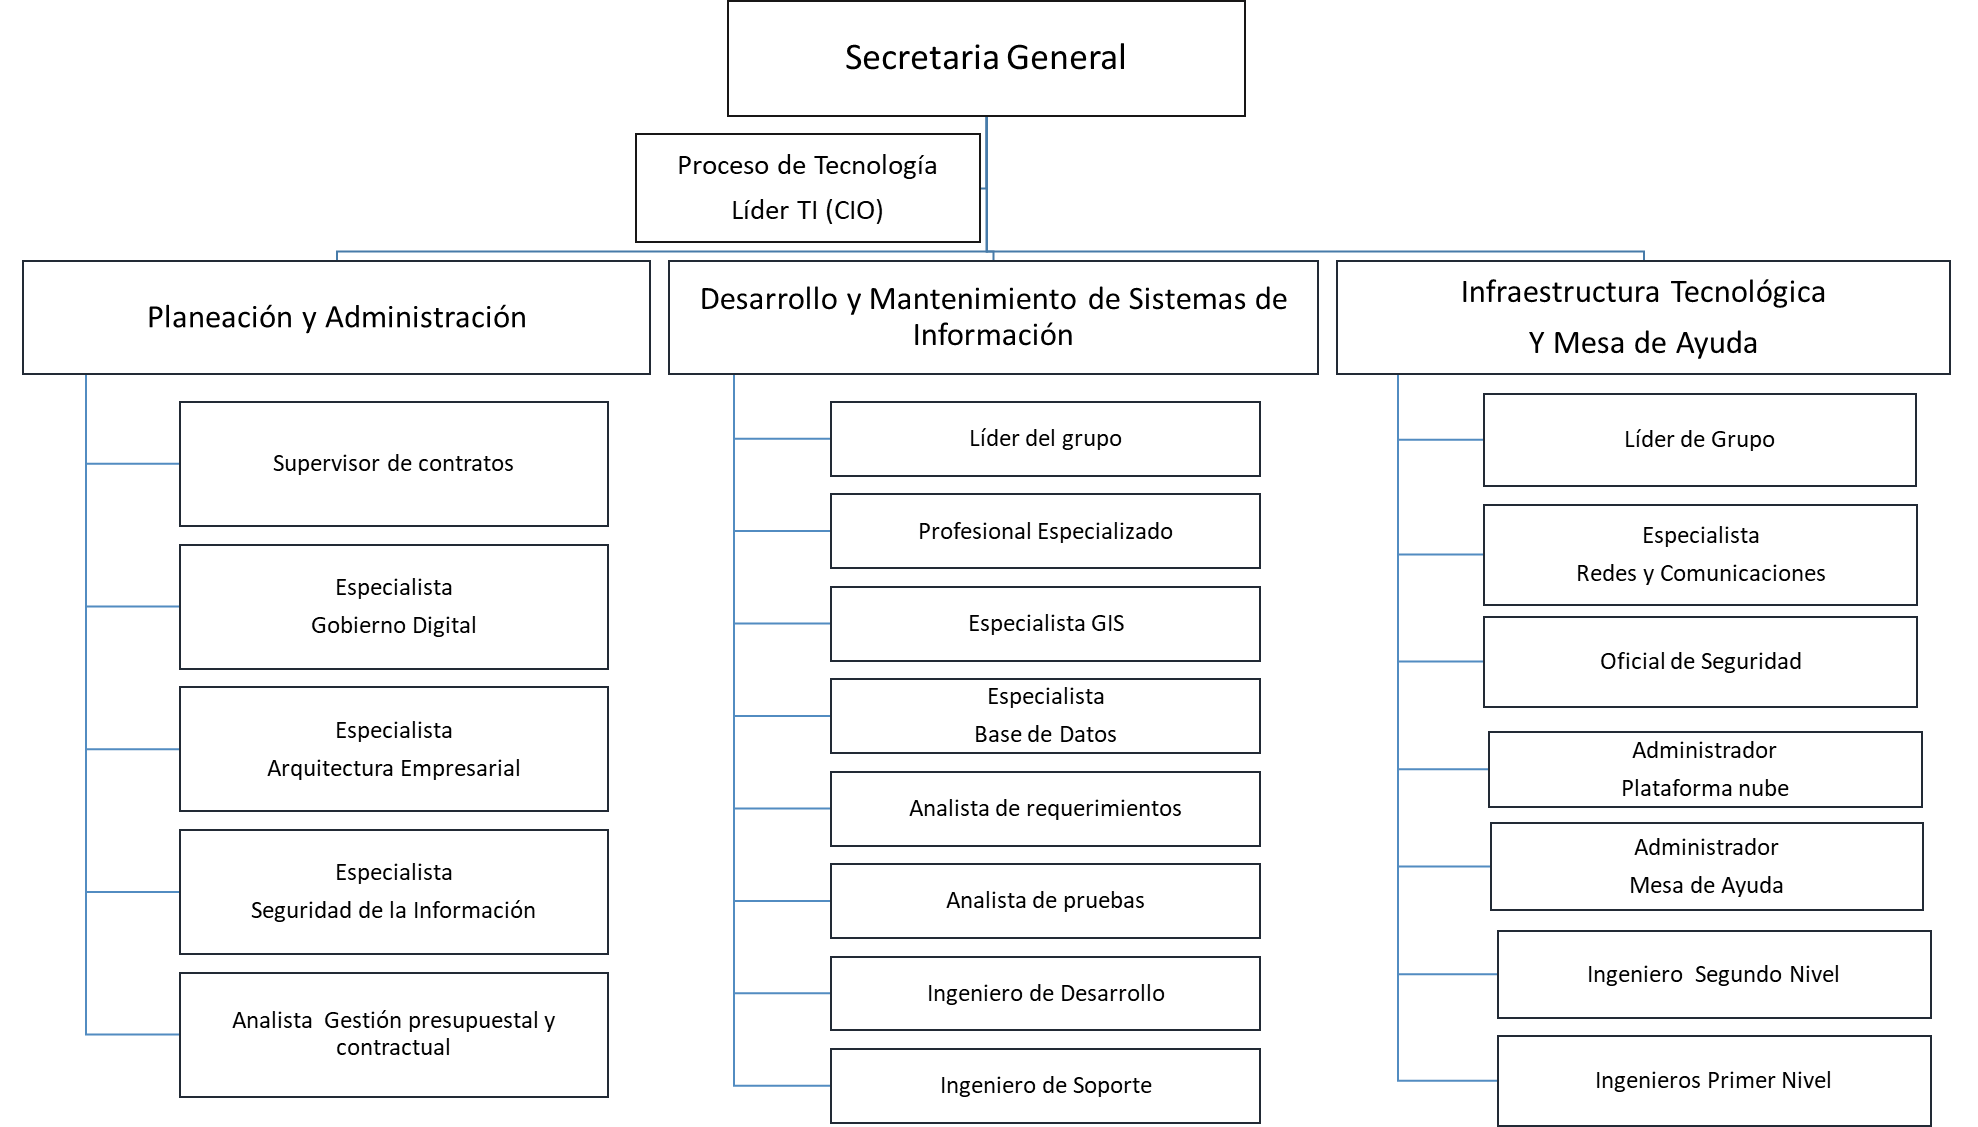 Secretaria General
Proceso de Tecnología
Líder TI (CIO)
Planeación y Administración
Supervisor de contratos
Especialista
Gobierno Digital
Especialista
Arquitectura Empresarial
Especialista
Seguridad de la Información
Analista  Gestión presupuestal y
contractual
Desarrollo y Mantenimiento de Sistemas de
Información
Líder del grupo
Profesional Especializado
Especialista GIS
Especialista
Base de Datos
Analista de requerimientos
Analista de pruebas
Ingeniero de Desarrollo
Ingeniero de Soporte
Infraestructura Tecnológica
Y Mesa de Ayuda
Líder de Grupo
Especialista
Redes y Comunicaciones
Oficial de Seguridad
Administrador
Plataforma nube
Administrador
Mesa de Ayuda
Ingeniero  Segundo Nivel
Ingenieros Primer Nivel